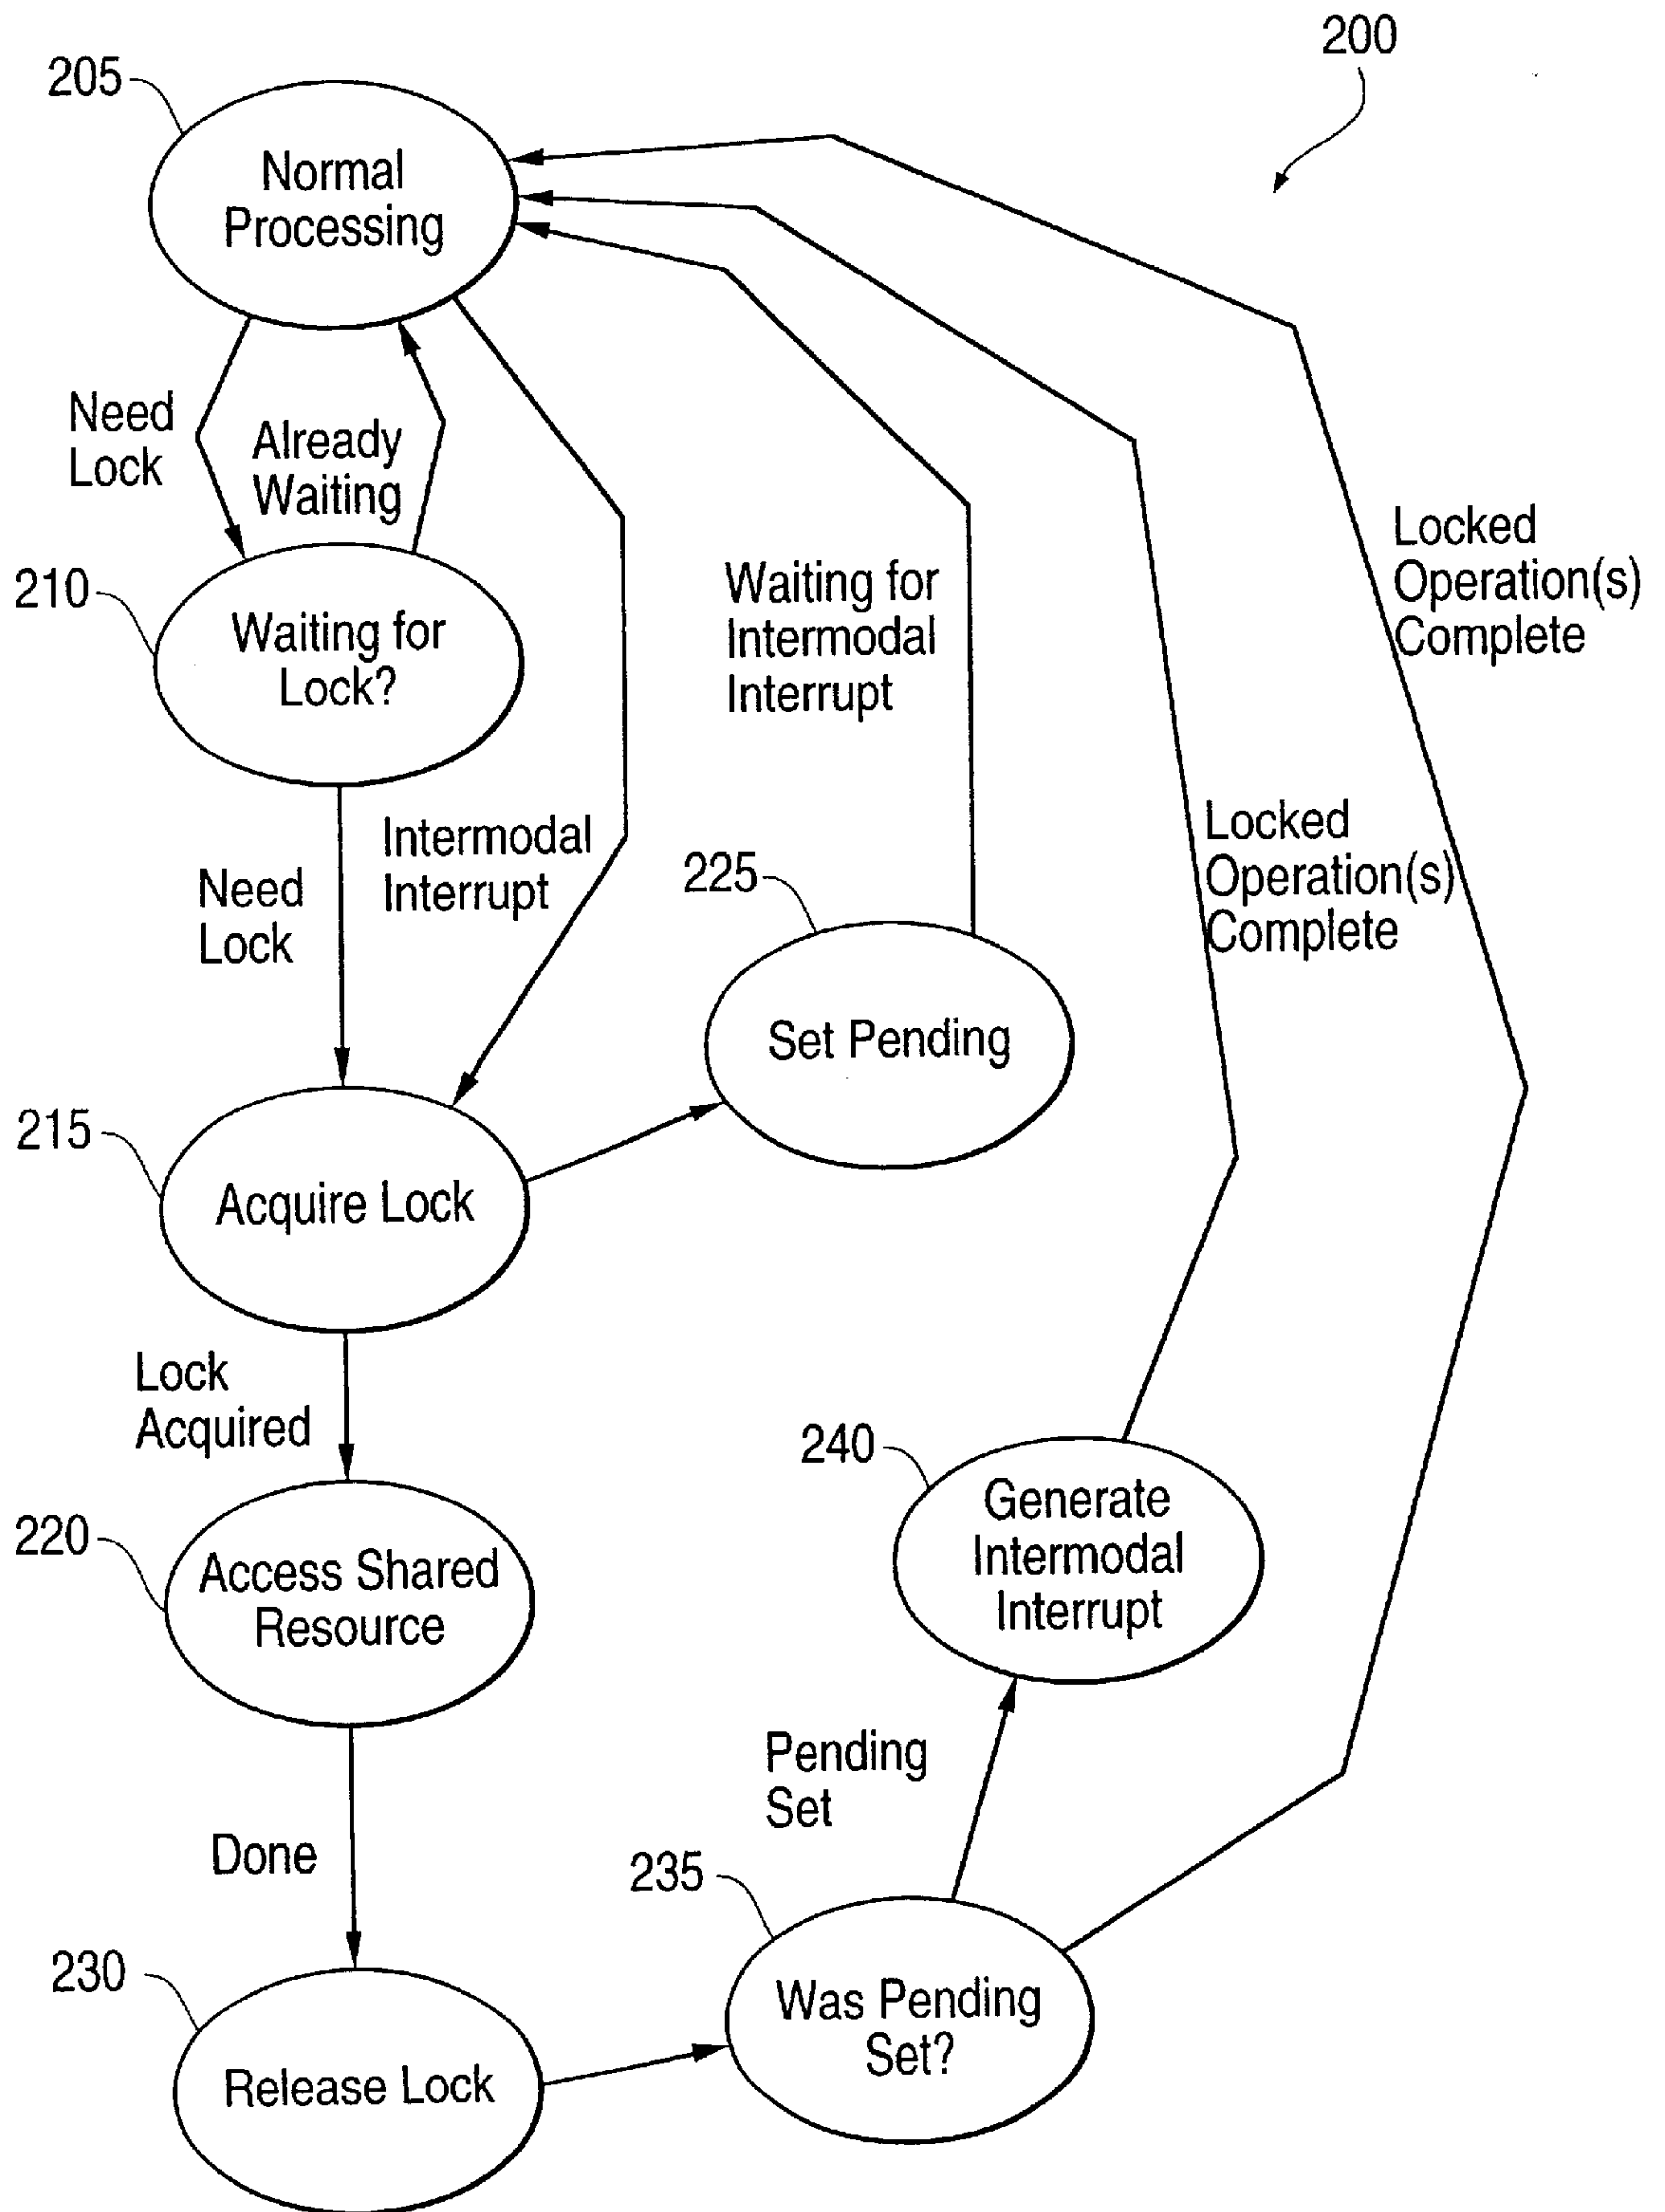 200
205
Normal
Processing
Need
Lock
Already
Waiting
210
Waiting for
Lock?
Waiting for
Intermodal
Interrupt
Locked
Operation(s)
Complete
Need
Lock
Intermodal
Interrupt
225
Set Pending
Locked
Operation(s)
Complete
215
Acquire Lock
Lock
Acquired
220
Access Shared
Resource
240
Generate
Intermodal
Interrupt
Pending
Set
Done
235
Was Pending
Set?
230
Release Lock